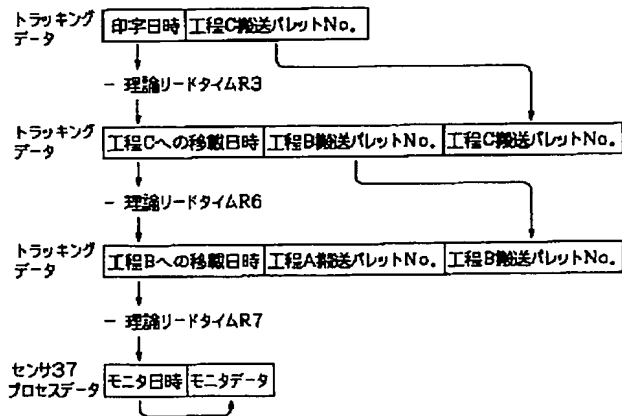 トラッキング
データ
印字日時 工程C搬送パレットNo。
− 理論リードタイムR3
トラッキング
データ
工程Cへの移載日時 工程B搬送パレットNo。 工程C搬送パレットNo。
− 理論リードタイムR6
トラッキング
データ
工程Bへの移載日時 工程A搬送パレットNo。 工程B搬送パレットNo。
− 理論リードタイムR7
センサ37
プロセスデータ
モニタ日時 モニタデータ